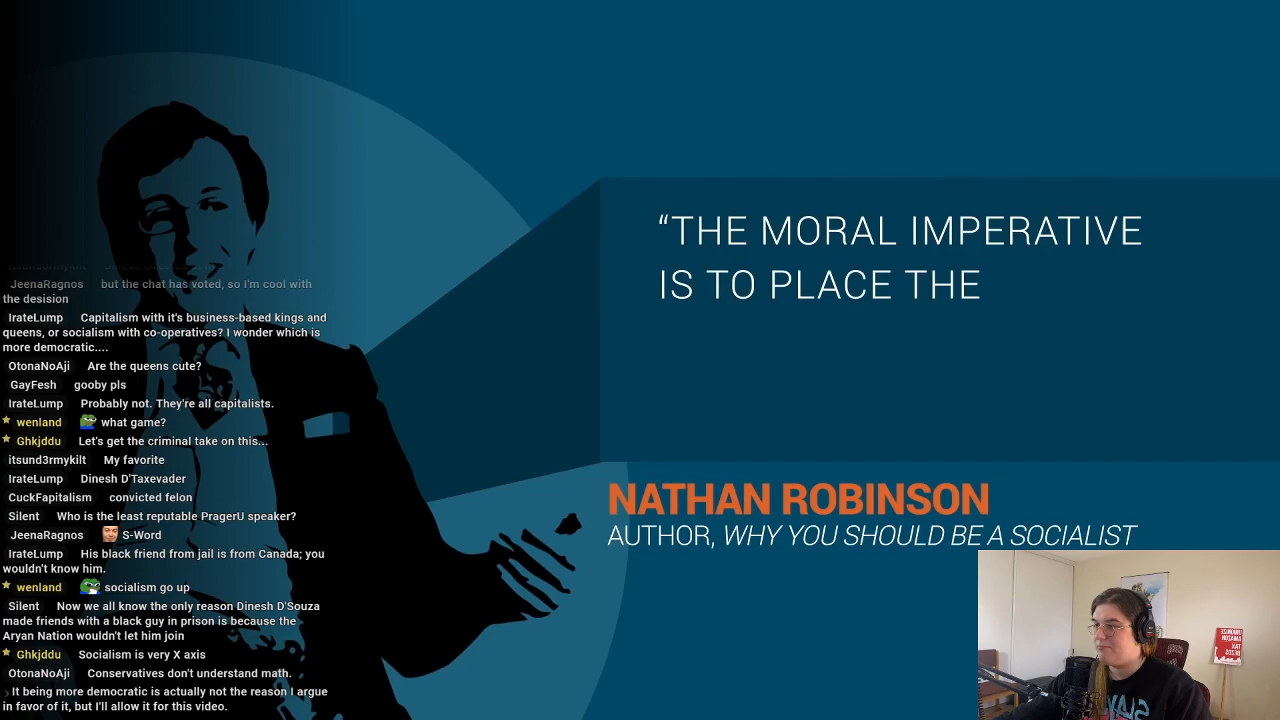 “THE MORAL IMPERATIVE
IS TO PLACE THE
NATHAN ROBINSON
AUTHOR, WHY YOU SHOULD BE A SOCIALIST
JeenaRagnos but the chat has voted, so I'm cool with
the desision
IrateLump Capitalism with it's business-based kings and
queens, or socialism with co-operatives? I wonder which is
more democratic....
OtonaNoAji Are the queens cute?
GayFesh gooby pls
IrateLump Probably not. They're all capitalists.
wenland what game?
Ghkjddu Let's get the criminal take on this...
itsund3rmykilt My favorite
IrateLump Dinesh D'Taxevader
CuckFapitalism convicted felon
Silent Who is the least reputable PragerU speaker?
JeenaRagnos S-Word
IrateLump His black friend from jail is from Canada; you
wouldn't know him.
wenland socialism go up
Silent Now we all know the only reason Dinesh D'Souza
made friends with a black guy in prison is because the
Aryan Nation wouldn't let him join
Ghkjddu Socialism is very X axis
OtonaNoAji Conservatives don't understand math.
It being more democratic is actually not the reason I argue
in favor of it, but I'll allow it for this video.